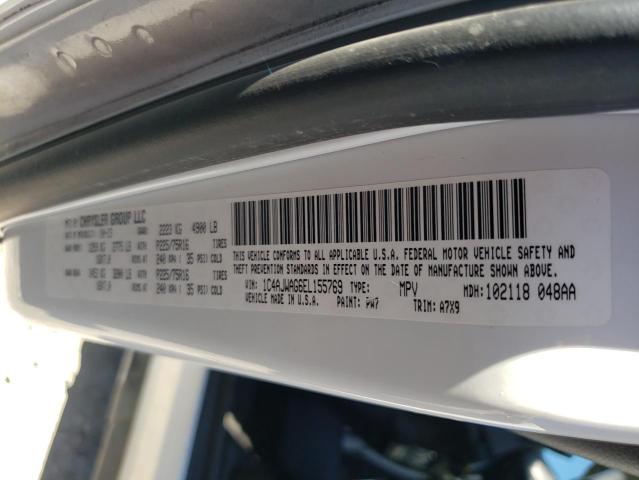 MFD BY CHRYSLER GROUP LLC
2223 KG 4900 LB
P225/75R16 TIRES
240 KPA ( 35 PSI) COLD
P225/75R16 TIRES
240 KPA ( 35 PSI) COLD
THIS VEHICLE CONFORMS TO ALL APPLICABLE U.S.A. FEDERAL MOTOR VEHICLE SAFETY AND
THEFT PREVENTION STANDARDS IN EFFECT ON THE DATE OF MANUFACTURE SHOWN ABOVE.
VIN: 1C4AJWAG6EL155769 TYPE: MPV MDH: 102118 048AA
VEHICLE MADE IN U.S.A. PAINT: PW7 TRIM: A7X9